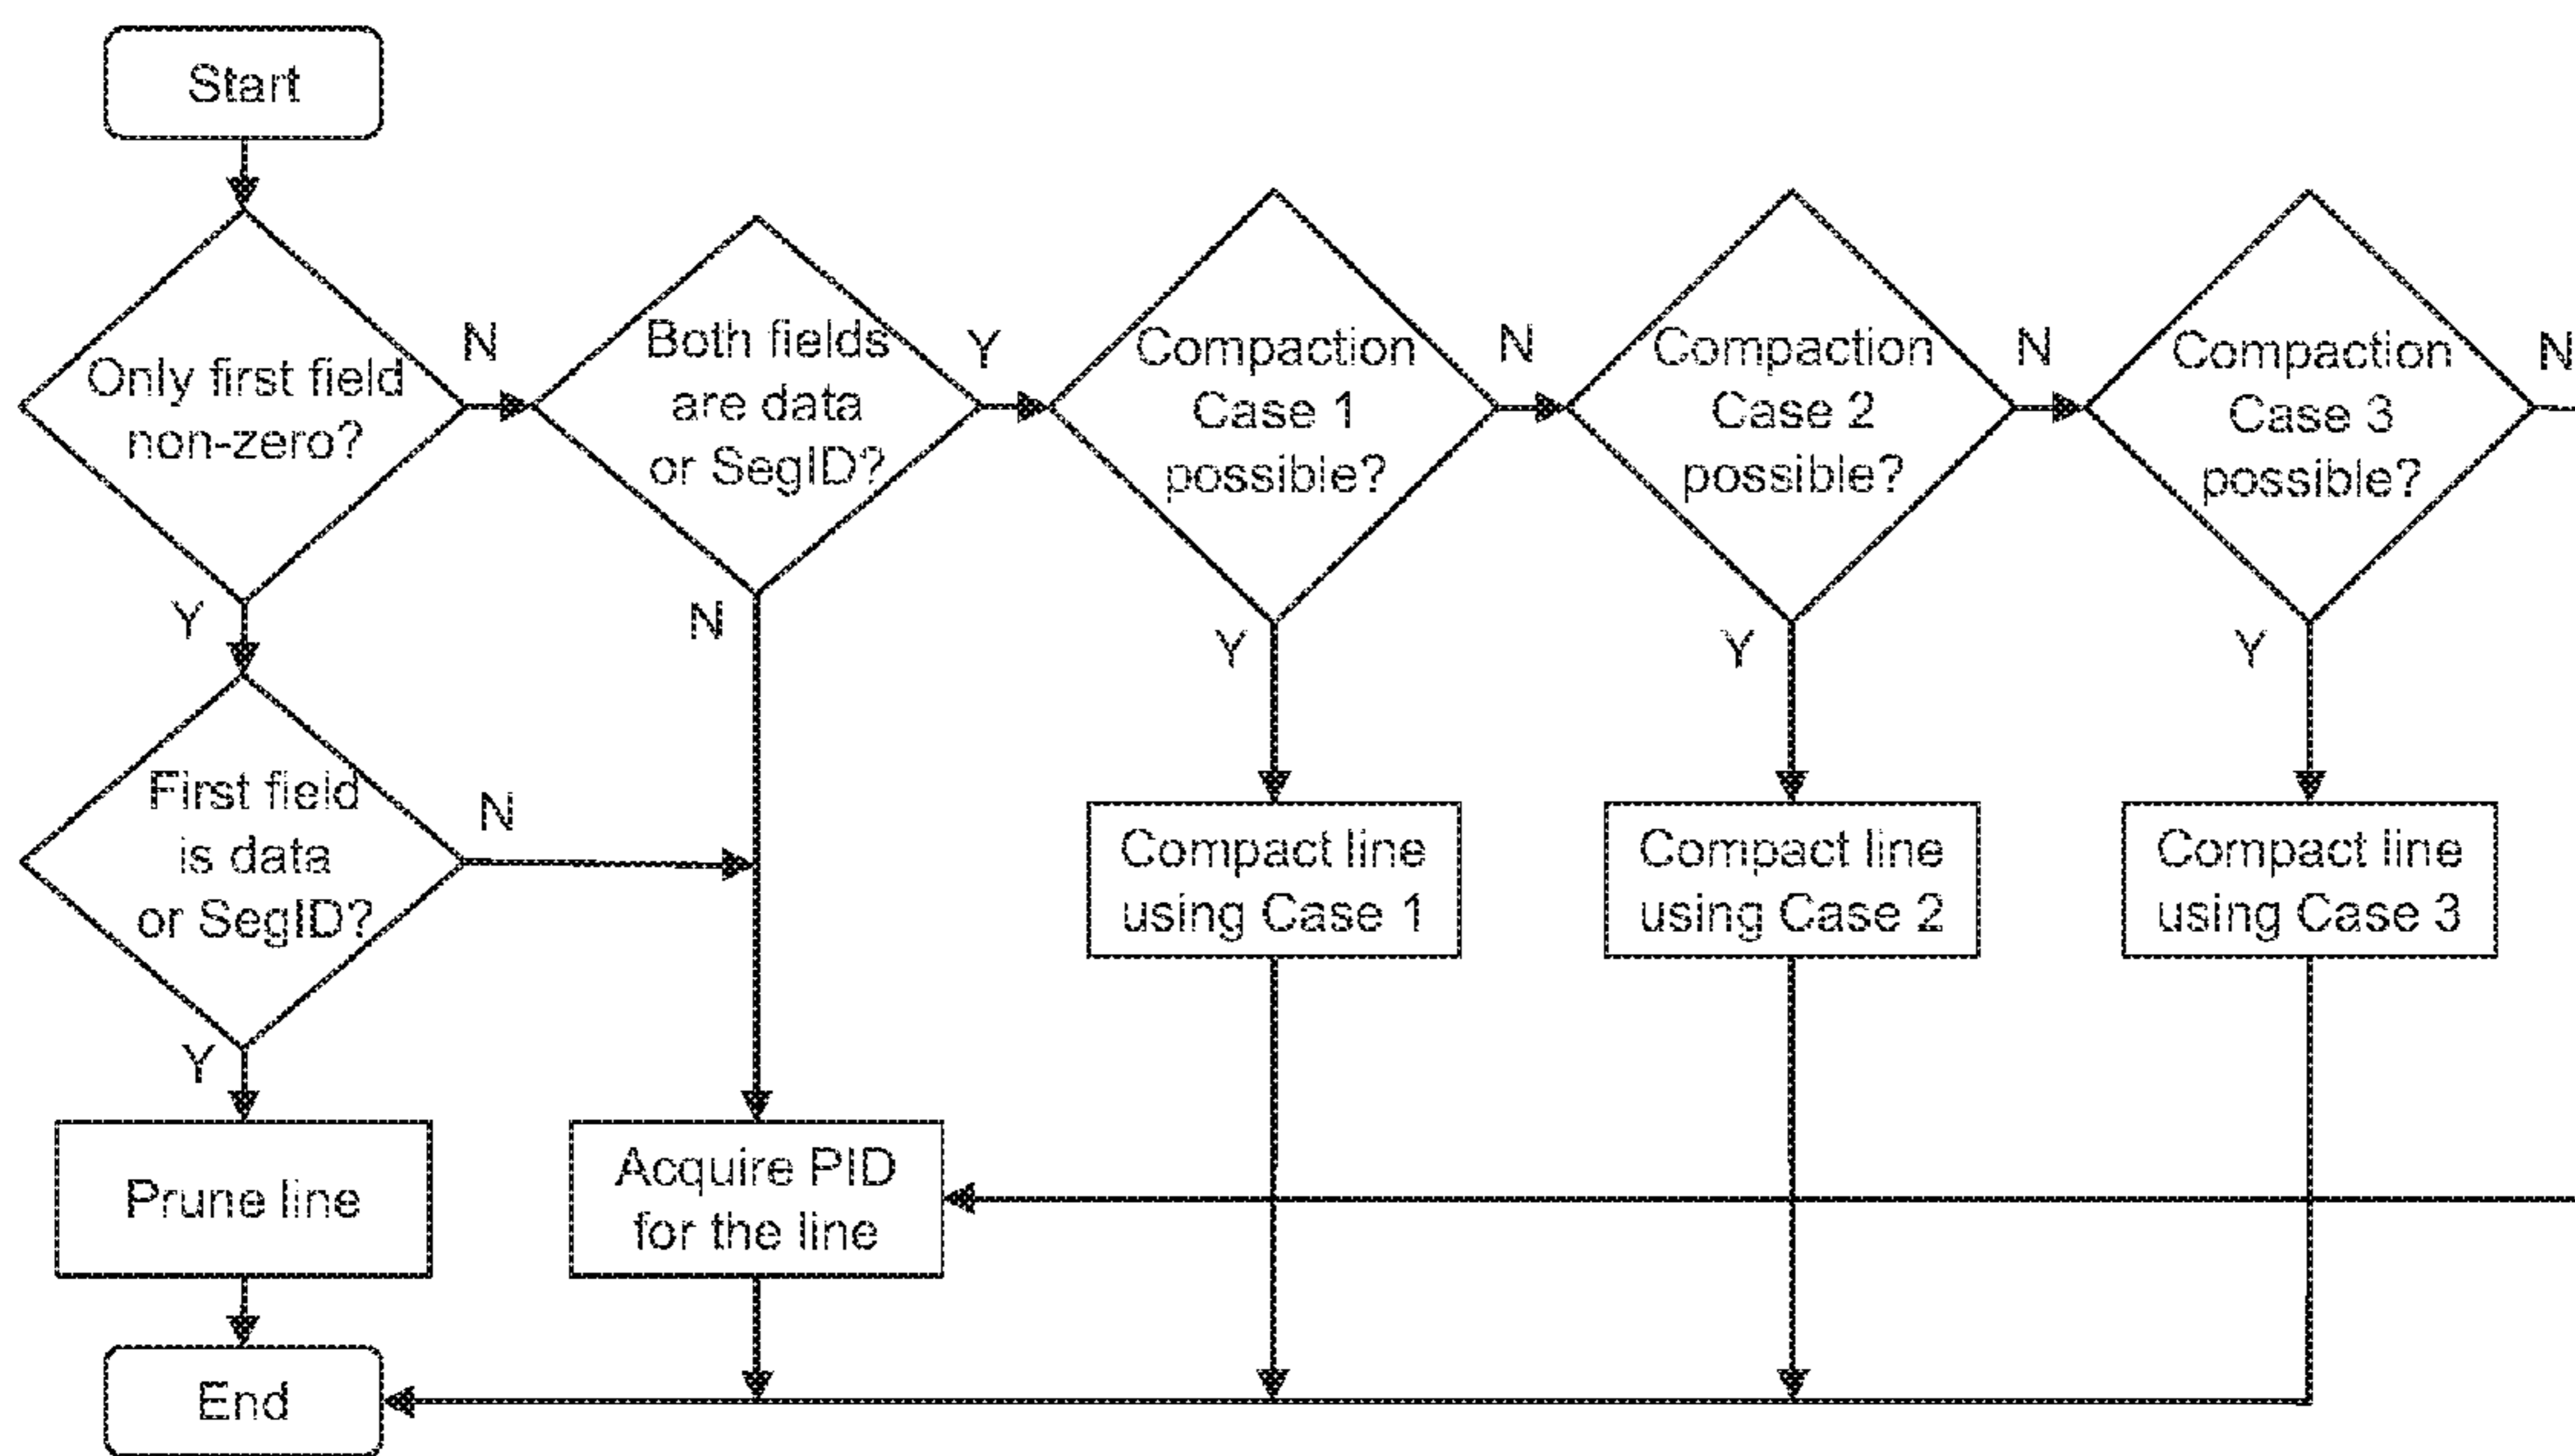 Start
Only first field
non-zero?
N
Y
Both fields
are data
or SegID?
Y
N
Compaction
Case 1
possible?
N
Y
Compaction
Case 2
possible?
N
Y
Compaction
Case 3
possible?
N
Y
First field
is data
or SegID?
N
Y
Compact line
using Case 1
Compact line
using Case 2
Compact line
using Case 3
Prune line
Acquire PID
for the line
End